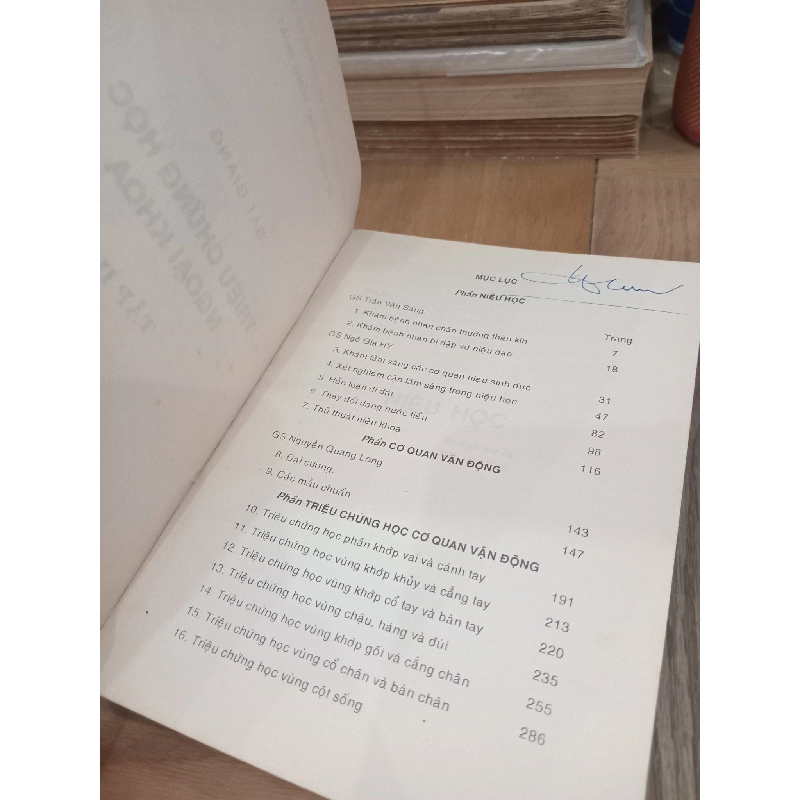 MỤC LỤC
Phần NIỆU HỌC
Trang
GS Trần Văn Sáng
1. Khám bệnh nhân chấn thương thận kín 7
2. Khám bệnh nhân bị dập vỡ niệu đạo 18
GS Ngô Gia Hy
3. Khám lâm sàng các cơ quan niệu sinh dục 31
4. Xét nghiệm cận lâm sàng trong niệu học 47
5. Hỗn loạn đi đái 82
6. Thay đổi dạng nước tiểu 98
7. Thủ thuật niệu khoa 116
Phần CƠ QUAN VẬN ĐỘNG
GS Nguyễn Quang Long
8. Đại cương. 143
9. Các mẫu chuẩn 147
Phần TRIỆU CHỨNG HỌC CƠ QUAN VẬN ĐỘNG
10. Triệu chứng học phần khớp vai và cánh tay 191
11. Triệu chứng học vùng khớp khủy và cẳng tay 213
12. Triệu chứng học vùng khớp cổ tay và bàn tay 220
13. Triệu chứng học vùng chậu, háng và đùi 235
14. Triệu chứng học vùng khớp gối và cẳng chân 255
15. Triệu chứng học vùng cổ chân và bàn chân 286
16. Triệu chứng học vùng cột sống